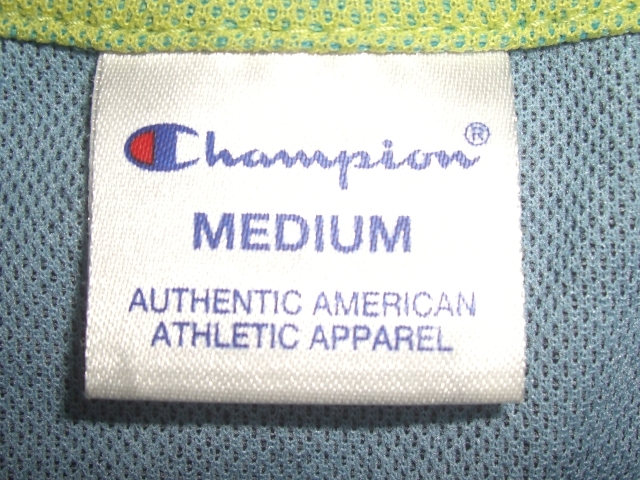 Champion®
MEDIUM
AUTHENTIC AMERICAN
ATHLETIC APPAREL